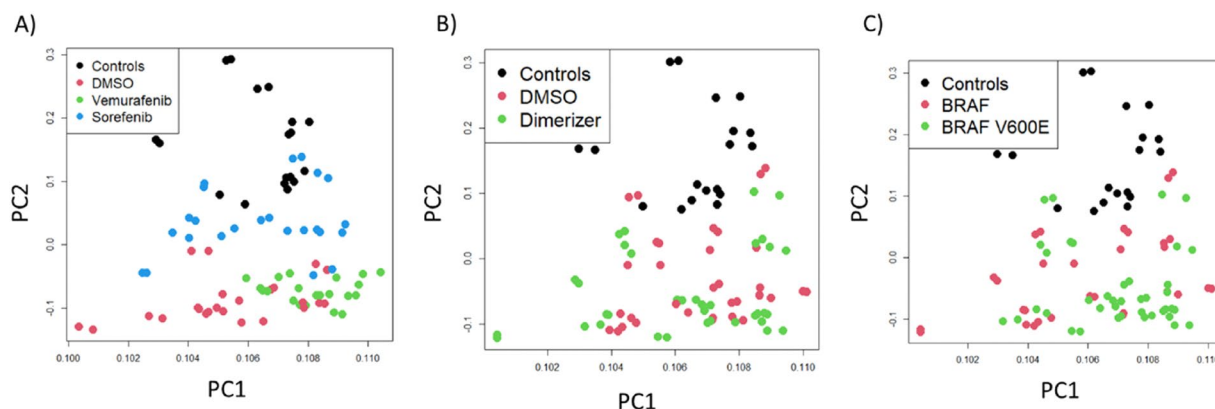 A)
Controls
DMSO
Vemurafenib
Sorefenib
PC2
0.3
0.2
0.1
0.0
-0.1
0.100
0.102
0.104
0.106
0.108
0.110
PC1
B)
Controls
DMSO
Dimerizer
PC2
0.3
0.2
0.1
0.0
-0.1
0.102
0.104
0.106
0.108
0.110
PC1
C)
Controls
BRAF
BRAF V600E
PC2
0.3
0.2
0.1
0.0
-0.1
0.102
0.104
0.106
0.108
0.110
PC1